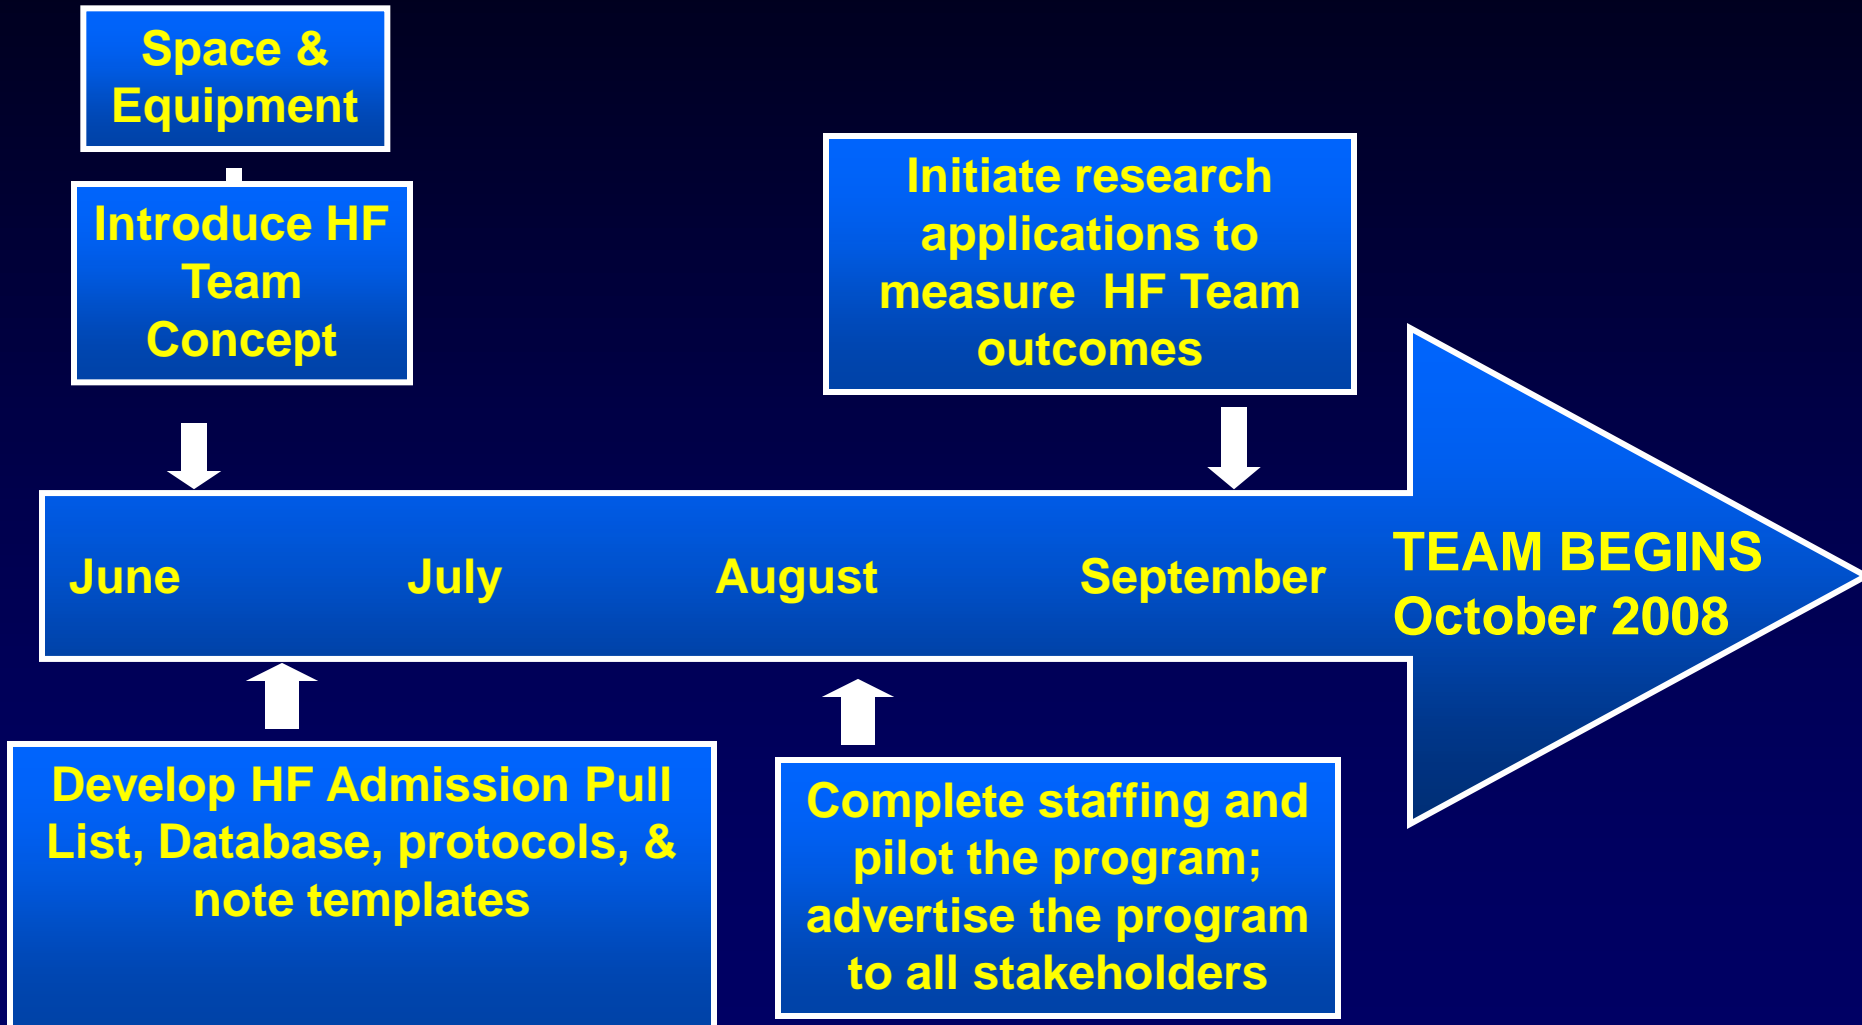 Space &
Equipment
Introduce HF
Team
Concept
Initiate research
applications to
measure  HF Team
outcomes
June
July
August
September
TEAM BEGINS
October 2008
Develop HF Admission Pull
List, Database, protocols, &
note templates
Complete staffing and
pilot the program;
advertise the program
to all stakeholders